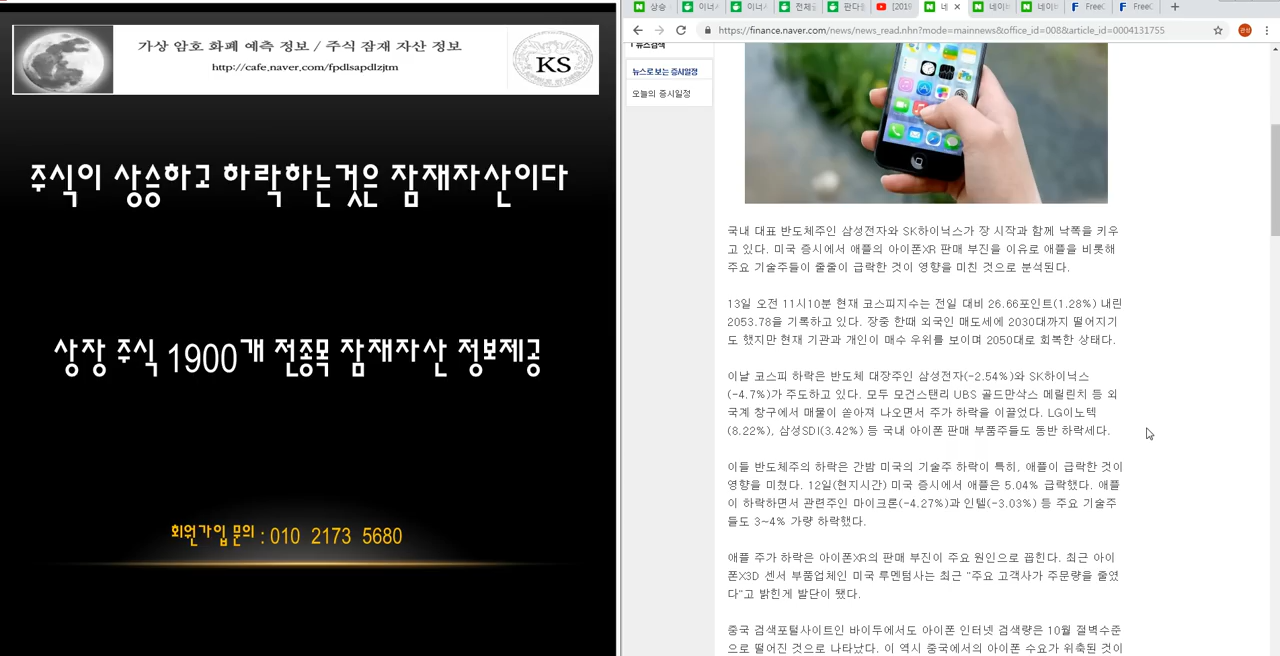 가상 암호 화폐 예측 정보 / 주식 잠재 자산 정보
http://cafe.naver.com/fpdlsapdlzjtm
KS
주식이 상승하고 하락하는것은 잠재자산이다
상장 주식 1900개 전종목 잠재자산 정보제공
회원가입 문의 : 010 2173 5680
상승
이너사
이너사
전체글
판다
[2019
네
네이버
네이버
FreeC
FreeC
https://finance.naver.com/news/news_read.nhn?mode=mainnews&office_id=008&article_id=0004131755
뉴스검색
뉴스로 보는 증시일정
오늘의 증시일정
국내 대표 반도체주인 삼성전자와 SK하이닉스가 장 시작과 함께 낙폭을 키우
고 있다. 미국 증시에서 애플의 아이폰XR 판매 부진을 이유로 애플을 비롯해
주요 기술주들이 줄줄이 급락한 것이 영향을 미친 것으로 분석된다.
13일 오전 11시10분 현재 코스피지수는 전일 대비 26.66포인트(1.28%) 내린
2053.78을 기록하고 있다. 장중 한때 외국인 매도세에 2030대까지 떨어지기
도 했지만 현재 기관과 개인이 매수 우위를 보이며 2050대로 회복한 상태다.
이날 코스피 하락은 반도체 대장주인 삼성전자(-2.54%)와 SK하이닉스
(-4.7%)가 주도하고 있다. 모두 모건스탠리 UBS 골드만삭스 메릴린치 등 외
국계 창구에서 매물이 쏟아져 나오면서 주가 하락을 이끌었다. LG이노텍
(8.22%), 삼성SDI(3.42%) 등 국내 아이폰 판매 부품주들도 동반 하락세다.
이들 반도체주의 하락은 간밤 미국의 기술주 하락이 특히, 애플이 급락한 것이
영향을 미쳤다. 12일(현지시간) 미국 증시에서 애플은 5.04% 급락했다. 애플
이 하락하면서 관련주인 마이크론(-4.27%)과 인텔(-3.03%) 등 주요 기술주
들도 3~4% 가량 하락했다.
애플 주가 하락은 아이폰XR의 판매 부진이 주요 원인으로 꼽힌다. 최근 아이
폰X3D 센서 부품업체인 미국 루멘텀사는 최근 "주요 고객사가 주문량을 줄였
다"고 밝힌게 발단이 됐다.
중국 검색포털사이트인 바이두에서도 아이폰 인터넷 검색량은 10월 절벽수준
으로 떨어진 것으로 나타났다. 이 역시 중국에서의 아이폰 수요가 위축된 것이